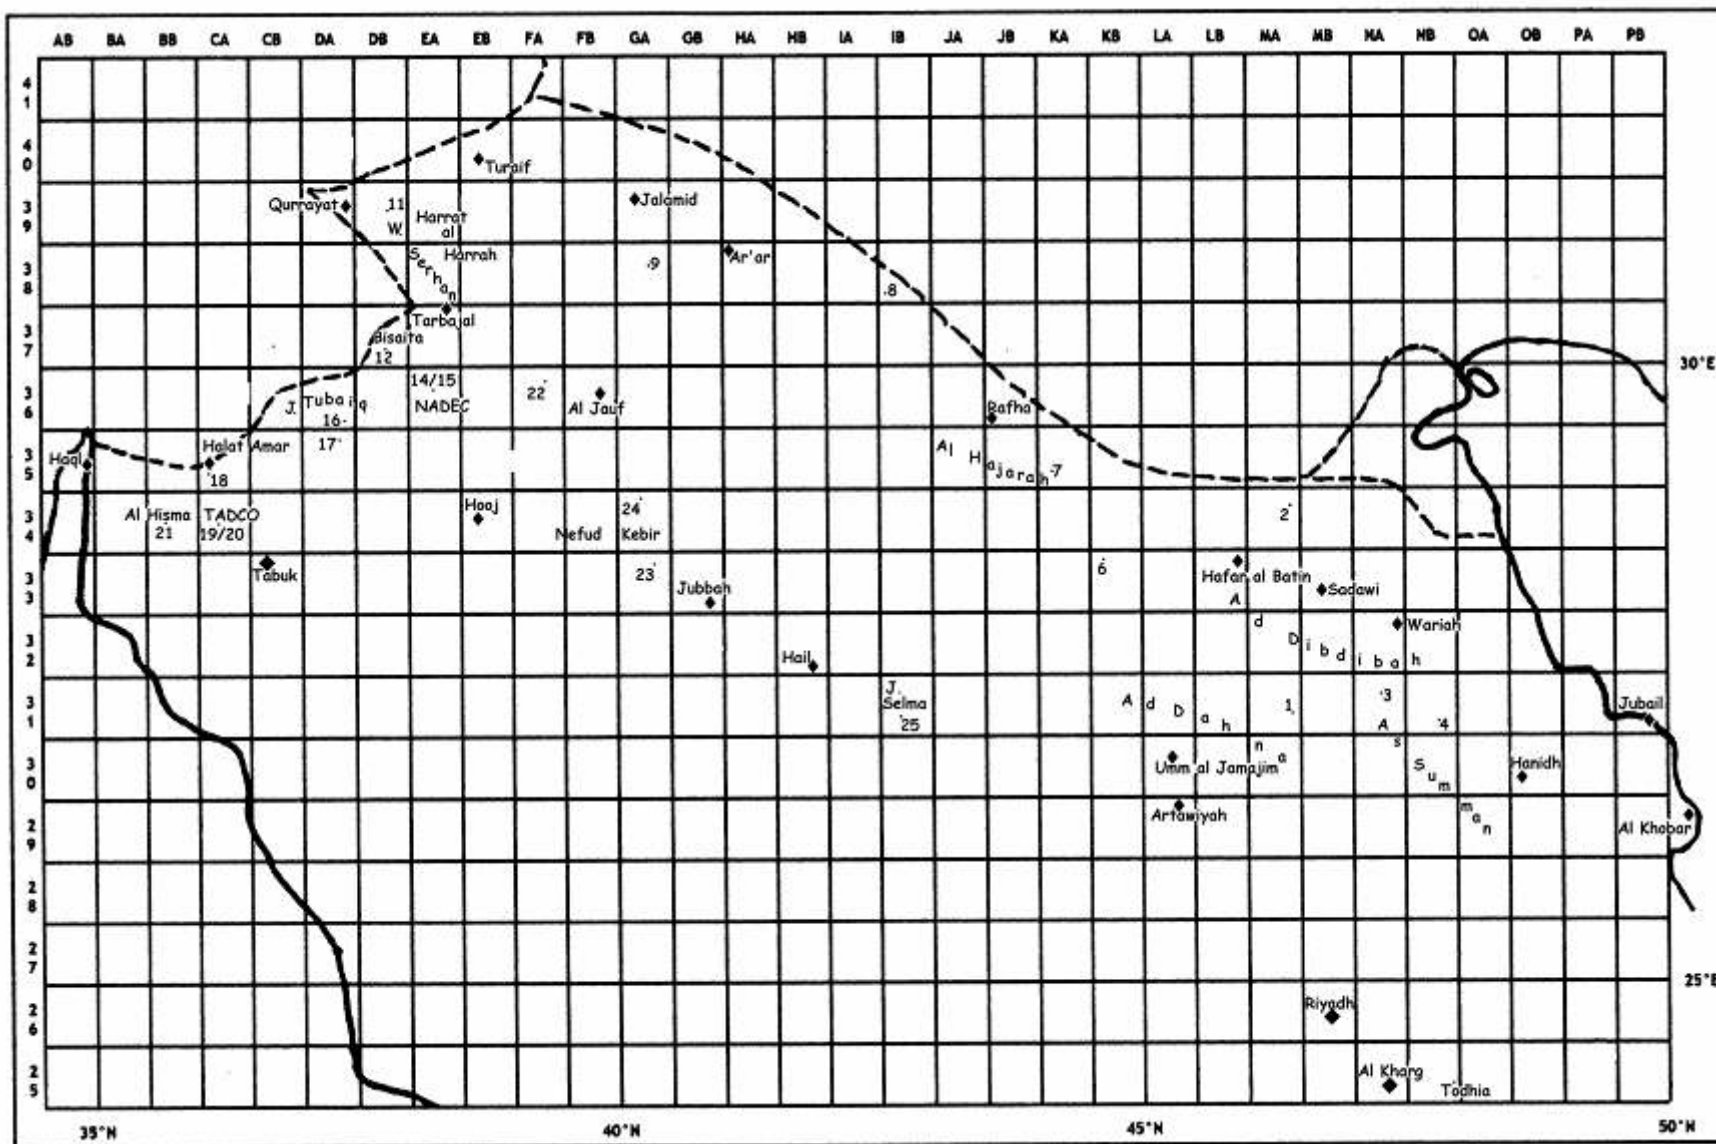 AB BA BB CA CB DA DB EA EB FA FB GA GB HA HB IA IB JA JB KA KB LA LB MA MB MA MB OA OB PA PB
41
40
Turaif
39
Qurrayat
11
W.
Harrat
al
Harrah
Jalamid
Ar'ar
38
Serhan
9
8
37
Tarbajal
Bisaita
12
30°E
36
14/15
NADEC
22
Al Jauf
J. Tubaiq
16
Rafha
35
Haql
Halat Amar
17
18
Al Hajarah
7
34
Al Hisma
21
TADCO
19/20
Hooj
24
Nefud Kebir
2
33
Tabuk
23
Jubbah
6
Hafar al Batin
Sadawi
32
Ad Dibdibah
Wariah
Hail
31
J.
Selma
25
Ad Dahna
1
3
4
Jubail
30
Umm al Jamajim
As Summan
Hanidh
29
Artawiyah
Al Khobar
28
27
25°E
26
Riyadh
25
Al Kharg
Todhia
35°N 40°N 45°N 50°N